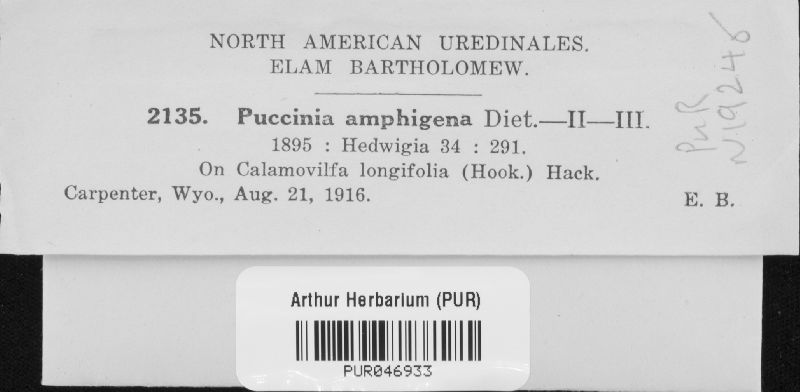 NORTH AMERICAN UREDINALES.
ELAM BARTHOLOMEW.
2135. Puccinia amphigena Diet.—II—III.
1895 : Hedwigia 34 : 291.
On Calamovilfa longifolia (Hook.) Hack.
Carpenter, Wyo., Aug. 21, 1916.
E. B.
PUR
N19246
Arthur Herbarium (PUR)
PUR046933